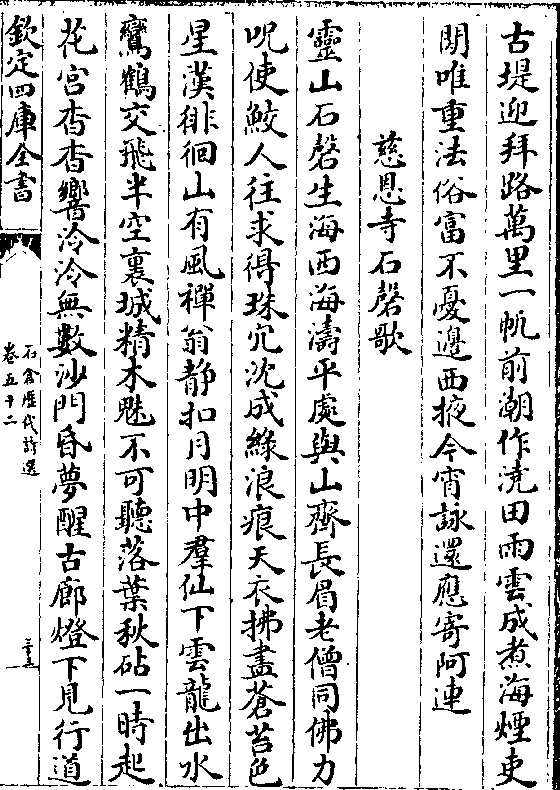 古堤迎拜路萬里一帆前潮作澆田雨雲成煮海煙吏
閒唯重法俗富不憂邊西掖今宵詠還應寄阿連
慈恩寺石磬歌
靈山石磬生海西海濤平處與山齊長眉老僧同佛力
呪使鮫人往求得珠穴沈成綠浪痕天衣拂盡蒼苔色
星漢徘徊山有風禪翁靜扣月明中羣仙下雲龍出水
鸞鶴交飛半空裏城精木魅不可聽落葉秋砧一時起
花宮杳杳響泠泠無數沙門昏夢醒古廊燈下見行道
欽定四庫全書
石倉歷代詩選
卷五十二
三十五